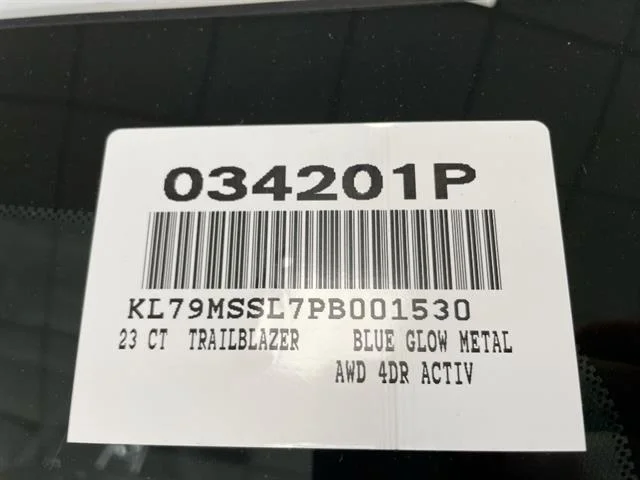 034201P
KL79MSSL7PB001530
23 CT TRAILBLAZER BLUE GLOW METAL
AWD 4DR ACTIV